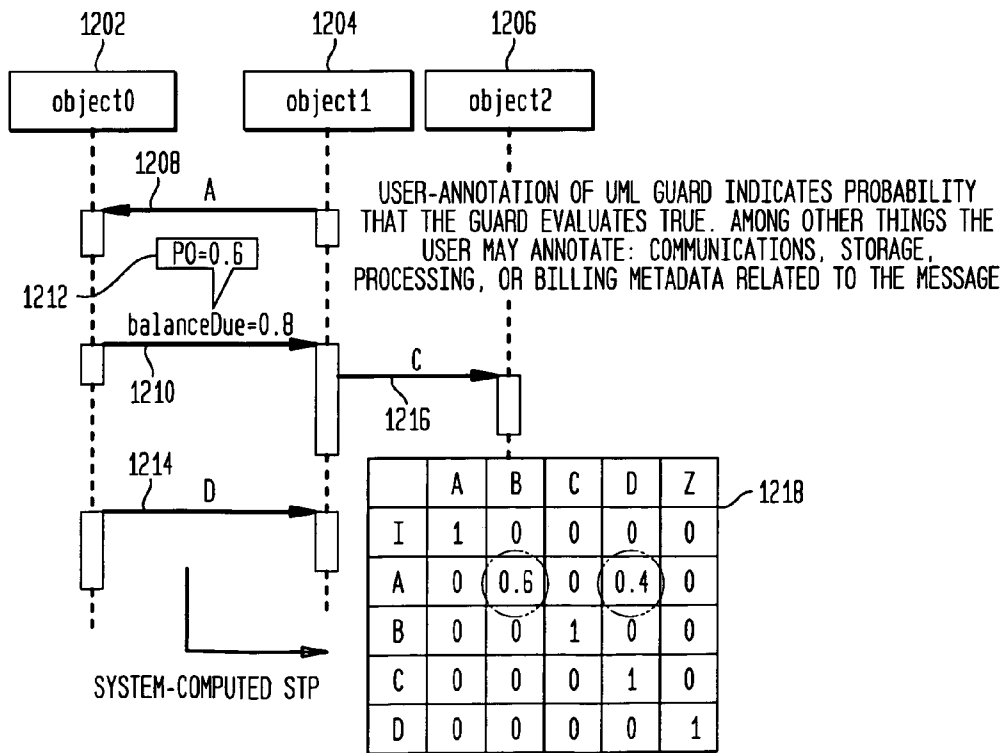 1202
1204
1206
object0
object1
object2
1208
A
USER-ANNOTATION OF UML GUARD INDICATES PROBABILITY
THAT THE GUARD EVALUATES TRUE. AMONG OTHER THINGS THE
USER MAY ANNOTATE: COMMUNICATIONS, STORAGE,
PROCESSING, OR BILLING METADATA RELATED TO THE MESSAGE
PO=0.6
1212
balanceDue=0.8
1210
C
1216
1214
D
1218
A B C D Z
I 1 0 0 0 0
A 0 0.6 0 0.4 0
B 0 0 1 0 0
C 0 0 0 1 0
D 0 0 0 0 1
SYSTEM-COMPUTED STP